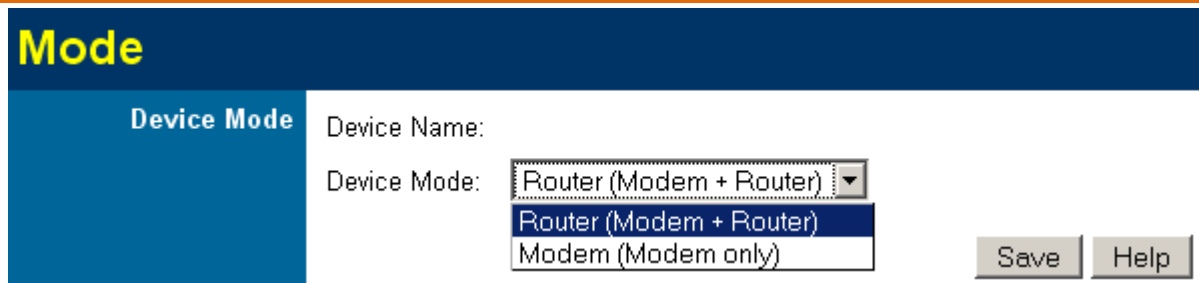 Mode
Device Mode
Device Name:
Device Mode: Router (Modem + Router)
Router (Modem + Router)
Modem (Modem only)
Save Help